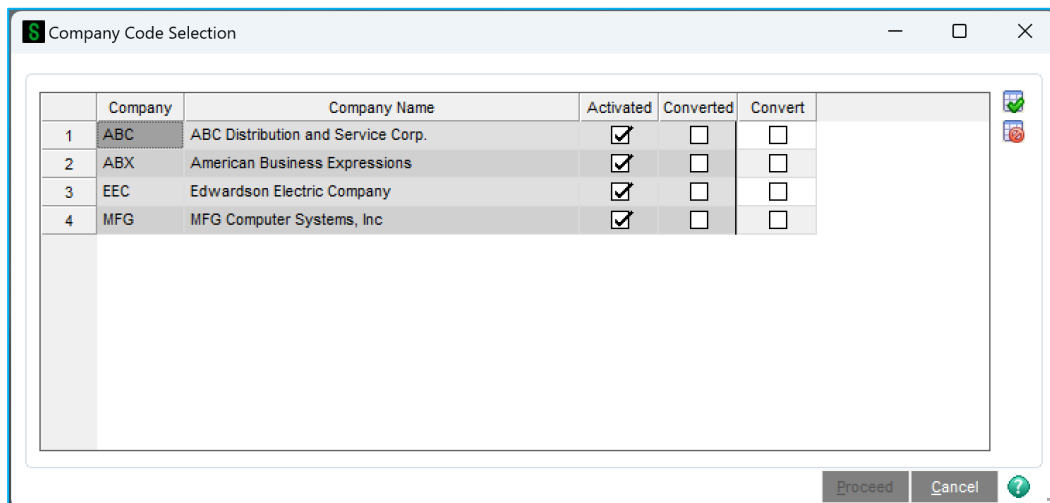 S Company Code Selection
Company Company Name Activated Converted Convert
1 ABC ABC Distribution and Service Corp.
2 ABX American Business Expressions
3 EEC Edwardson Electric Company
4 MFG MFG Computer Systems, Inc
Proceed Cancel ?